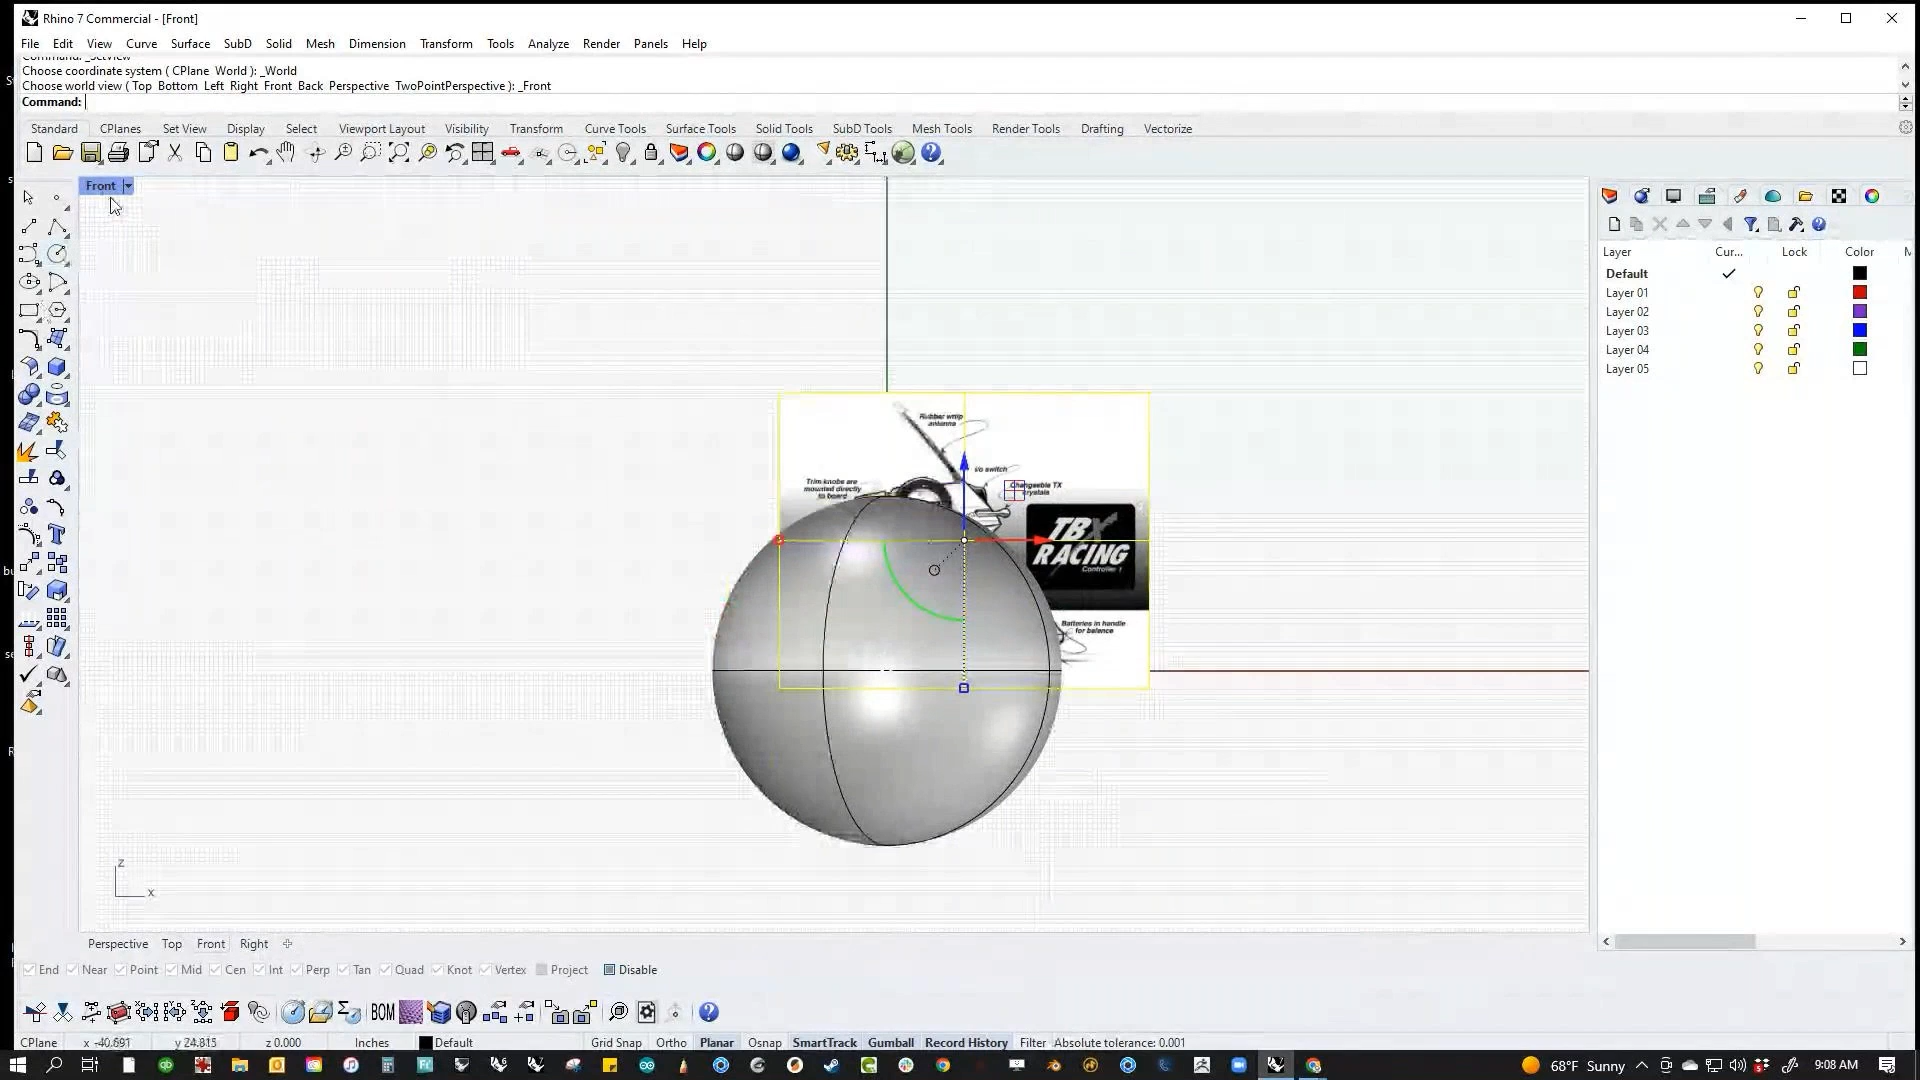 Rhino 7 Commercial - [Front]
File Edit View Curve Surface SubD Solid Mesh Dimension Transform Tools Analyze Render Panels Help
Command: _SetView
Choose coordinate system ( CPlane World ): _World
Choose world view ( Top Bottom Left Right Front Back Perspective TwoPointPerspective ): _Front
Command:
Standard CPlanes Set View Display Select Viewport Layout Visibility Transform Curve Tools Surface Tools Solid Tools SubD Tools Mesh Tools Render Tools Drafting Vectorize
Front
Layer Cur... Lock Color
Default
Layer 01
Layer 02
Layer 03
Layer 04
Layer 05
Rubber whip
antenna
Trim knobs are
mounted directly
to board
Changeble TX
crystals
TBX
RACING
Controller 1
Batteries in handle
for balance
z
x
Perspective Top Front Right
End Near Point Mid Cen Int Perp Tan Quad Knot Vertex Project Disable
BOM
CPlane x -40.691 y 24.815 z 0.000 Inches Default Grid Snap Ortho Planar Osnap SmartTrack Gumball Record History Filter Absolute tolerance: 0.001
68°F Sunny 9:08 AM